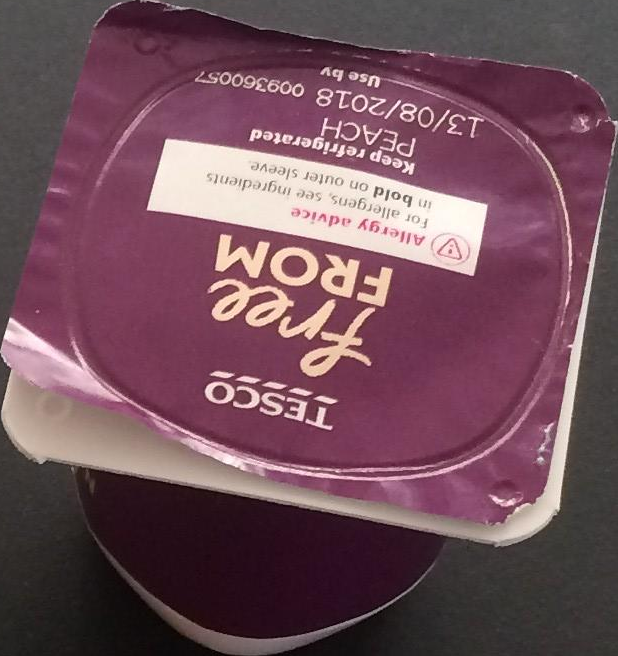 TESCO
free
FROM
Allergy advice
For allergens, see ingredients
in bold on outer sleeve.
Keep refrigerated
PEACH
13/08/2018 009360057
Use by